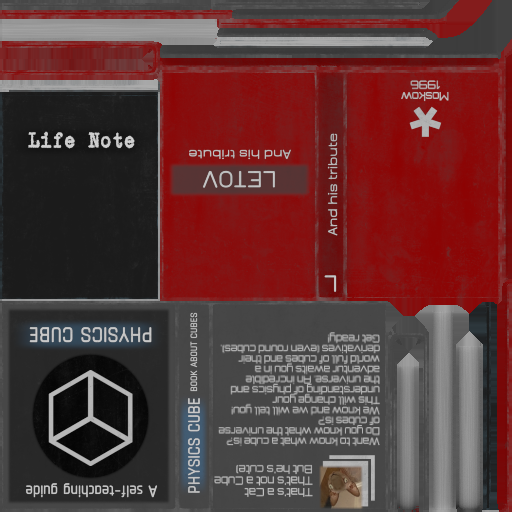 Life Note
LETOV
And his tribute
And his tribute
L
Moskow
1996
PHYSICS CUBE
A self-teaching guide
PHYSICS CUBE BOOK ABOUT CUBES
That's a Cat
That's not a Cube
(But he's cute)
Want to know what a cube is?
Do you know what the universe
of cubes is?
We know and we will tell you!
This will change your
understanding of physics and
the universe. An incredible
adventur awaits you in a
world full of cubes and their
derivatives (even round cubes).
Get ready!